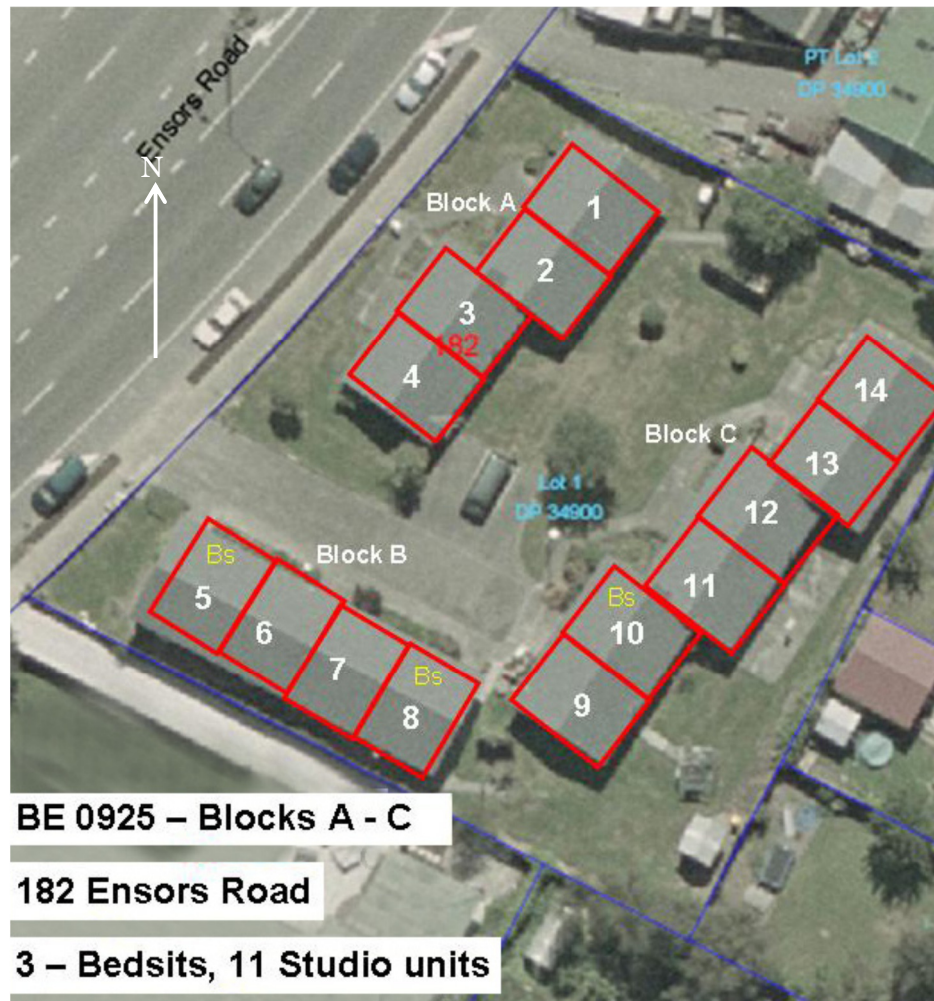 Ensors Road
N
PT Lot 2
DP 34900
Block A
1
2
3
182
4
14
Block C
13
Lot 1
DP 34900
12
Bs
Block B
5
6
11
Bs
10
7
Bs
8
9
BE 0925 – Blocks A - C
182 Ensors Road
3 – Bedsits, 11 Studio units